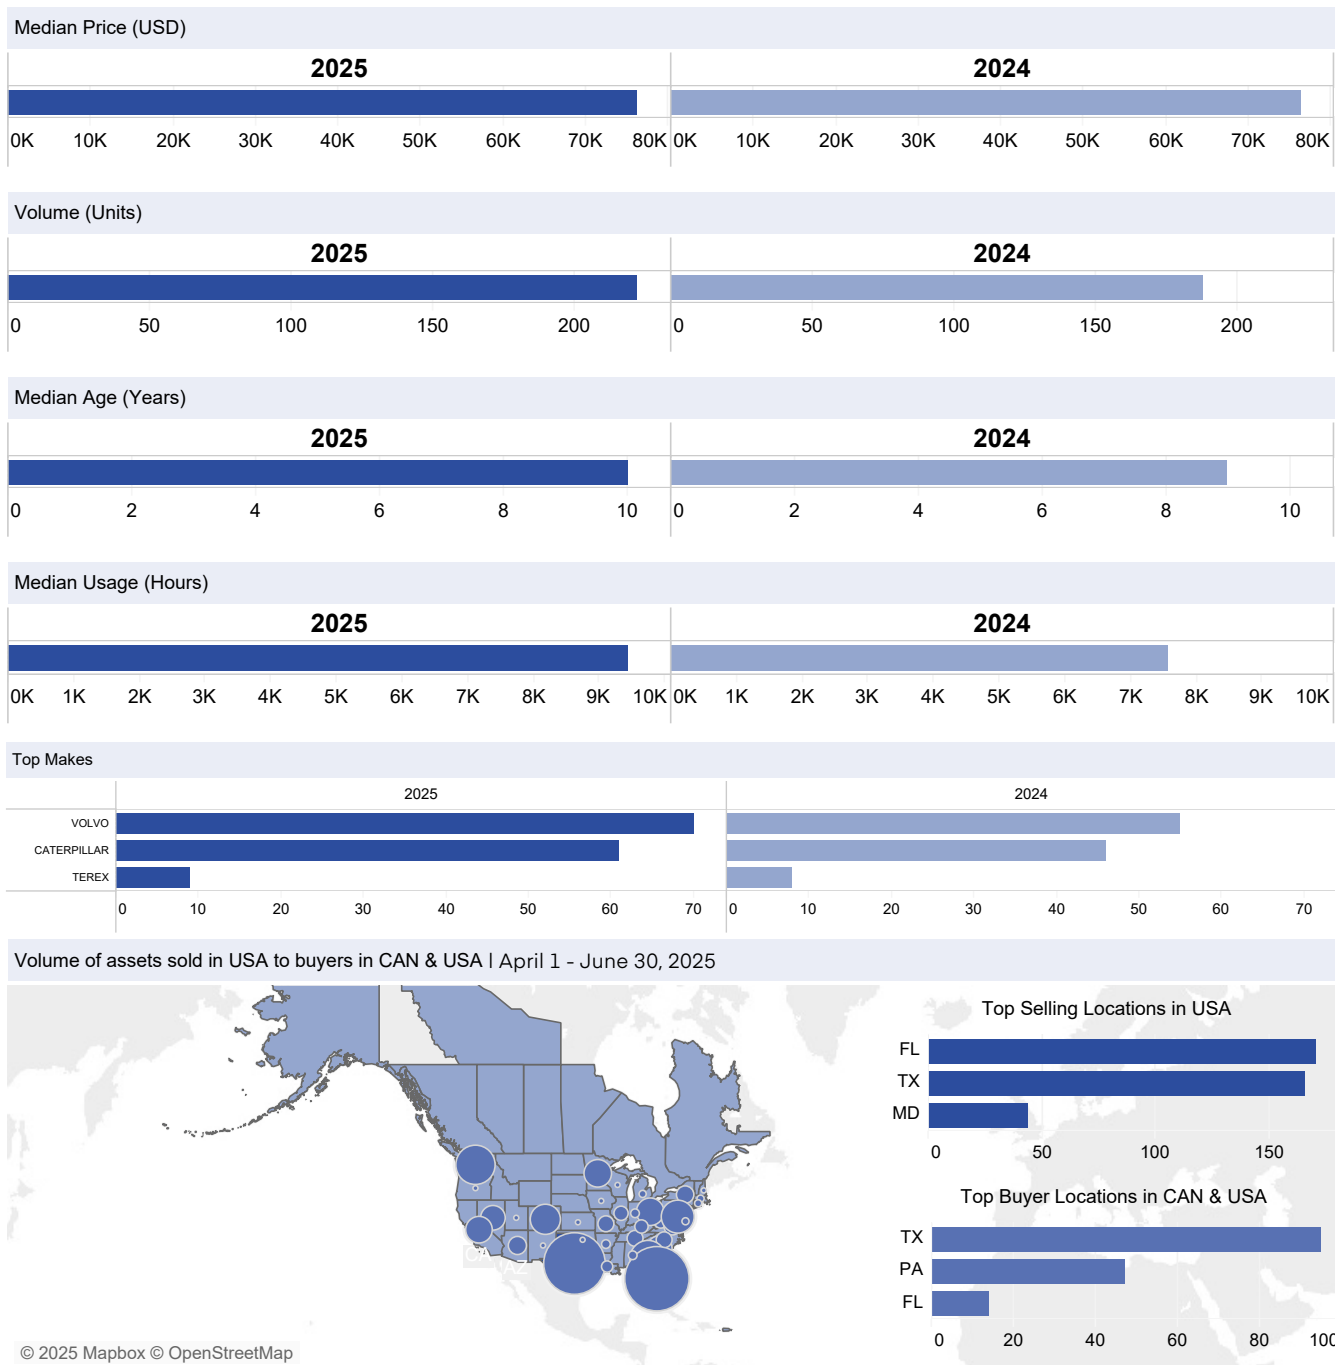 Median Price (USD)
2025 2024
0K 10K 20K 30K 40K 50K 60K 70K 80K 0K 10K 20K 30K 40K 50K 60K 70K 80K
Volume (Units)
2025 2024
0 50 100 150 200 0 50 100 150 200
Median Age (Years)
2025 2024
0 2 4 6 8 10 0 2 4 6 8 10
Median Usage (Hours)
2025 2024
0K 1K 2K 3K 4K 5K 6K 7K 8K 9K 10K 0K 1K 2K 3K 4K 5K 6K 7K 8K 9K 10K
Top Makes
2025 2024
VOLVO
CATERPILLAR
TEREX
0 10 20 30 40 50 60 70 0 10 20 30 40 50 60 70
Volume of assets sold in USA to buyers in CAN & USA | April 1 - June 30, 2025
Top Selling Locations in USA
FL
TX
MD
0 50 100 150
Top Buyer Locations in CAN & USA
TX
PA
FL
0 20 40 60 80 100
AZ
© 2025 Mapbox © OpenStreetMap